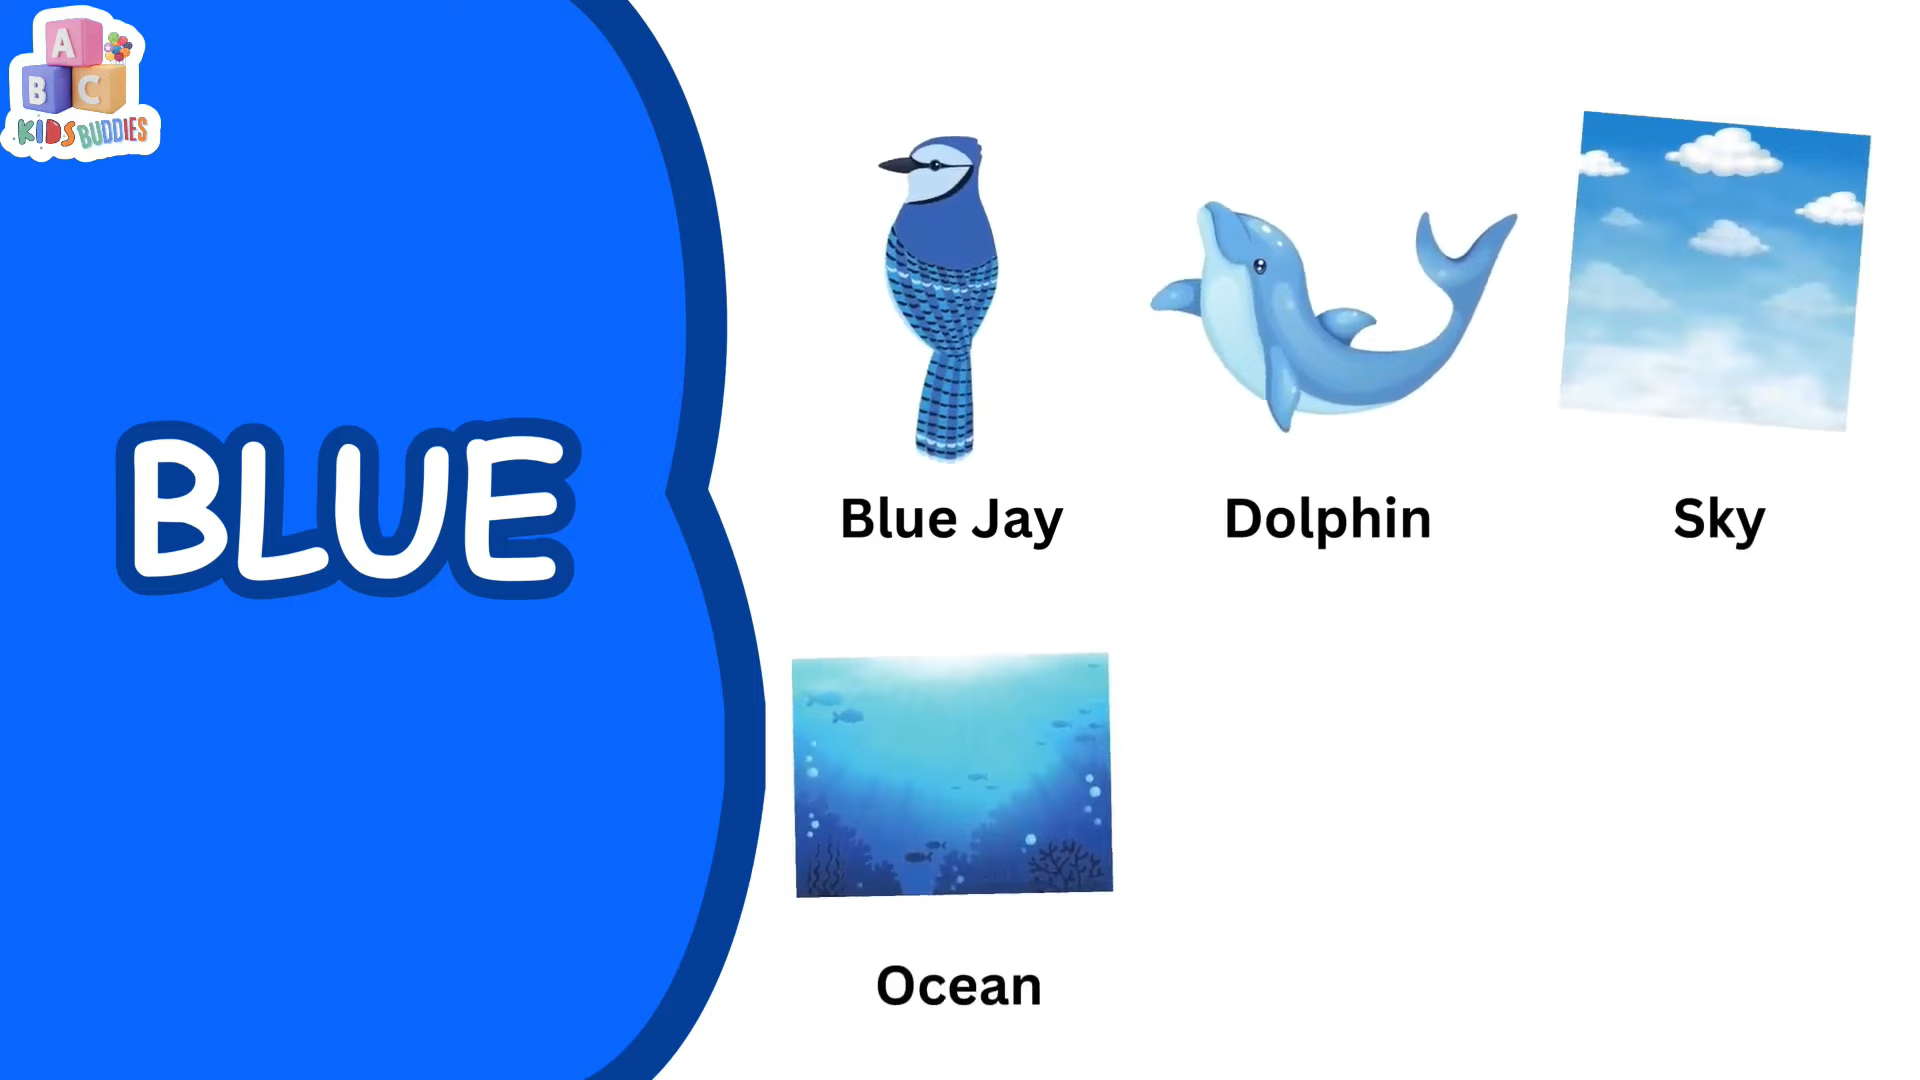 A
B C
KIDS BUDDIES
BLUE
Blue Jay
Dolphin
Sky
Ocean